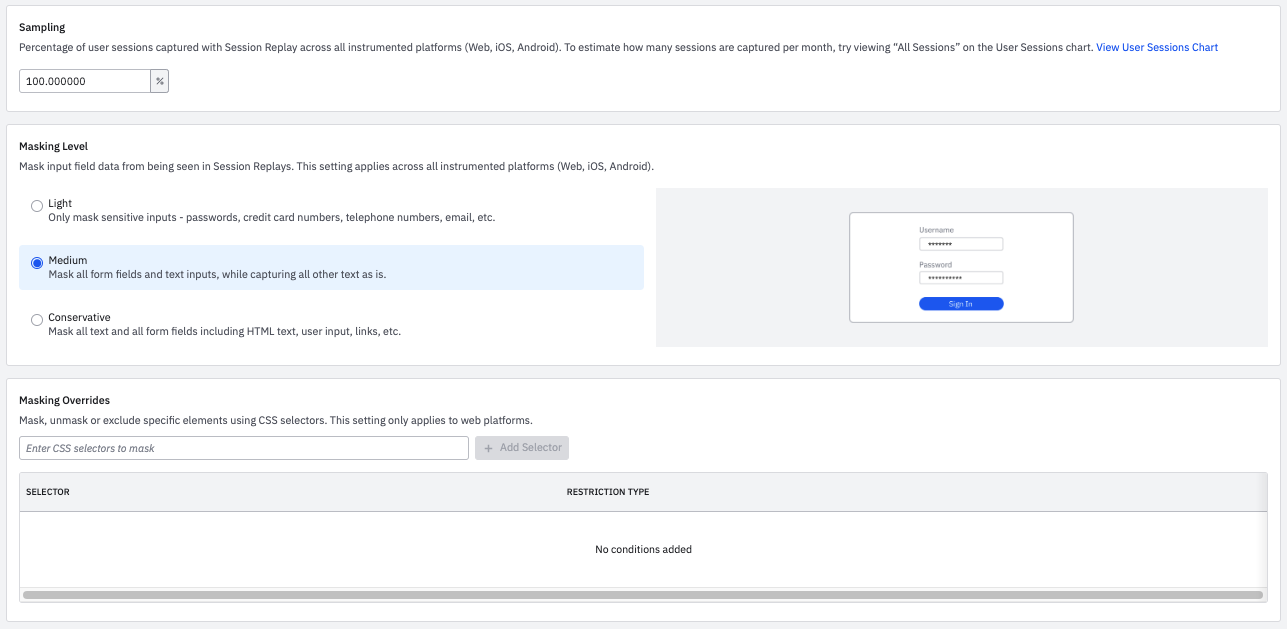 Sampling
Percentage of user sessions captured with Session Replay across all instrumented platforms (Web, iOS, Android). To estimate how many sessions are captured per month, try viewing “All Sessions” on the User Sessions chart. View User Sessions Chart
100.000000 %
Masking Level
Mask input field data from being seen in Session Replays. This setting applies across all instrumented platforms (Web, iOS, Android).
Light
Only mask sensitive inputs - passwords, credit card numbers, telephone numbers, email, etc.
Medium
Mask all form fields and text inputs, while capturing all other text as is.
Conservative
Mask all text and all form fields including HTML text, user input, links, etc.
Username
*******
Password
**********
Sign In
Masking Overrides
Mask, unmask or exclude specific elements using CSS selectors. This setting only applies to web platforms.
Enter CSS selectors to mask + Add Selector
SELECTOR RESTRICTION TYPE
No conditions added